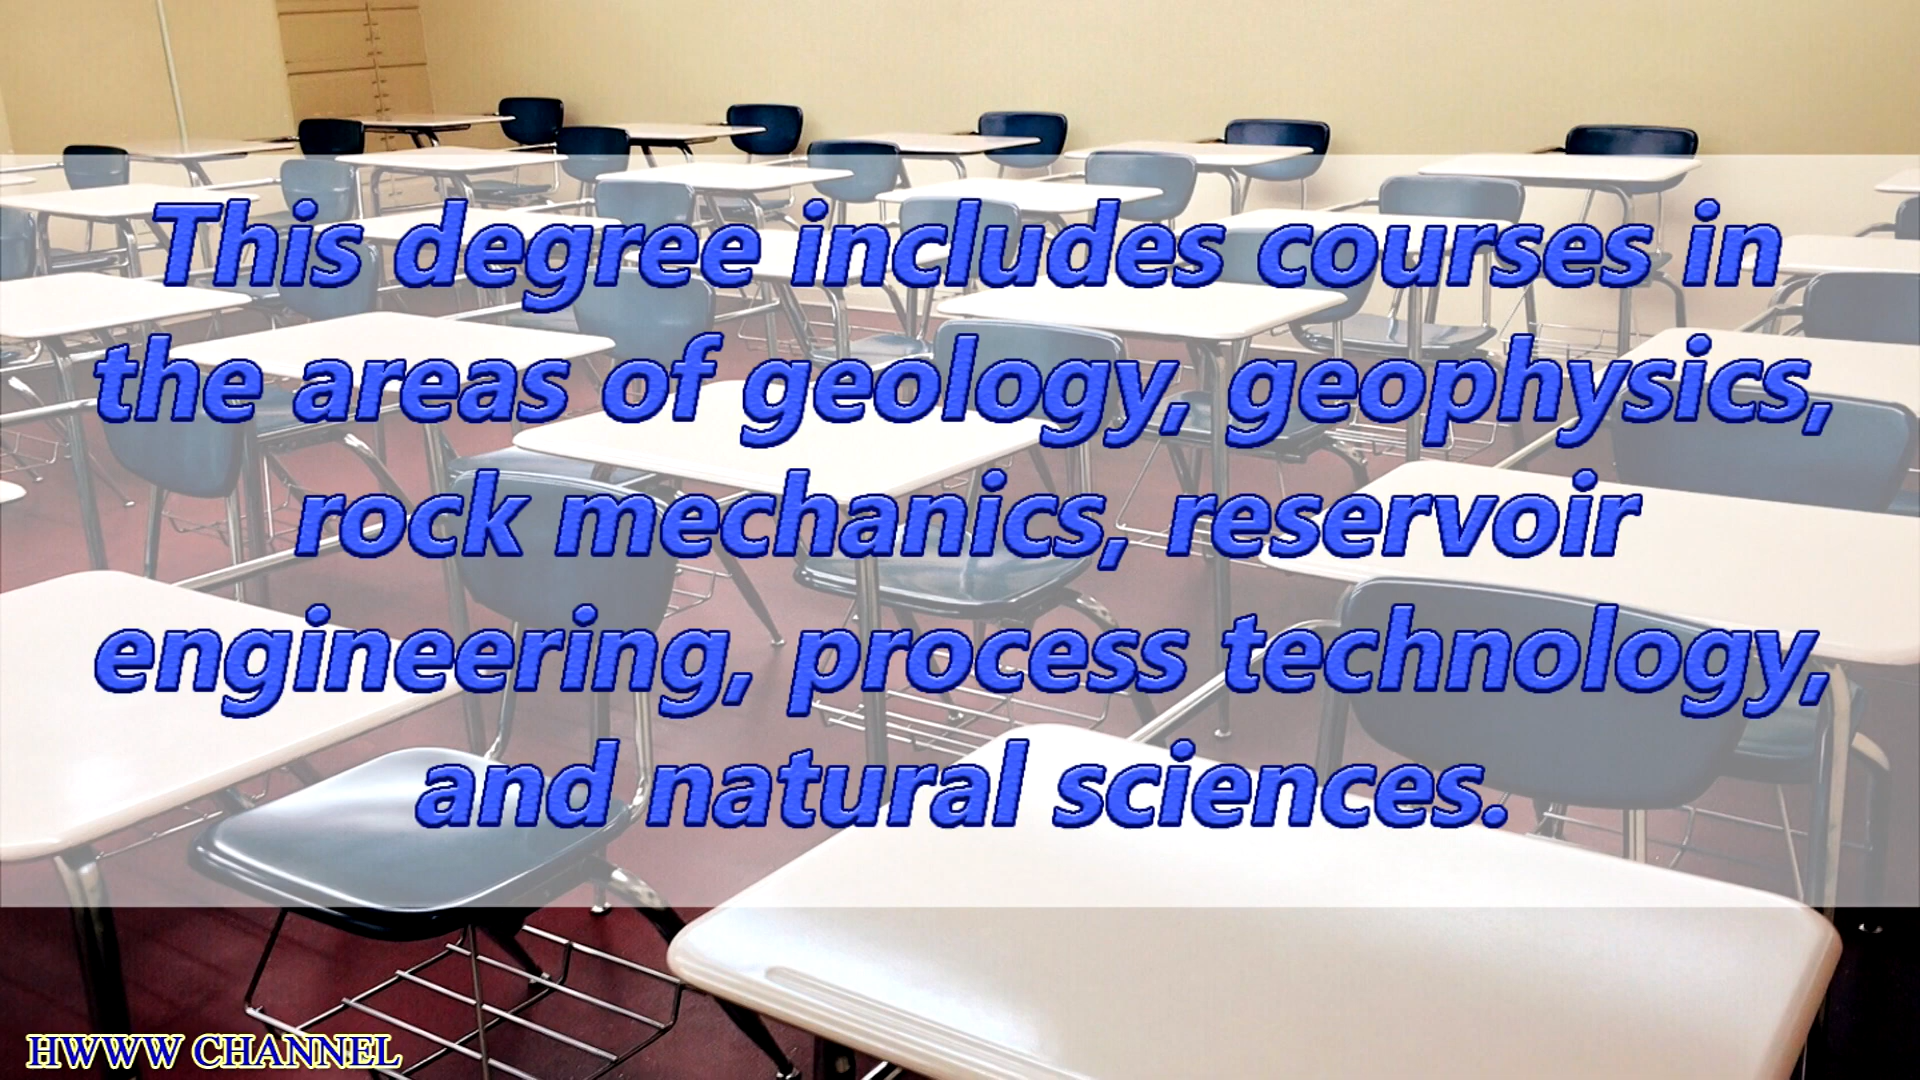 This degree includes courses in
the areas of geology, geophysics,
rock mechanics, reservoir
engineering, process technology,
and natural sciences.
HWWW CHANNEL